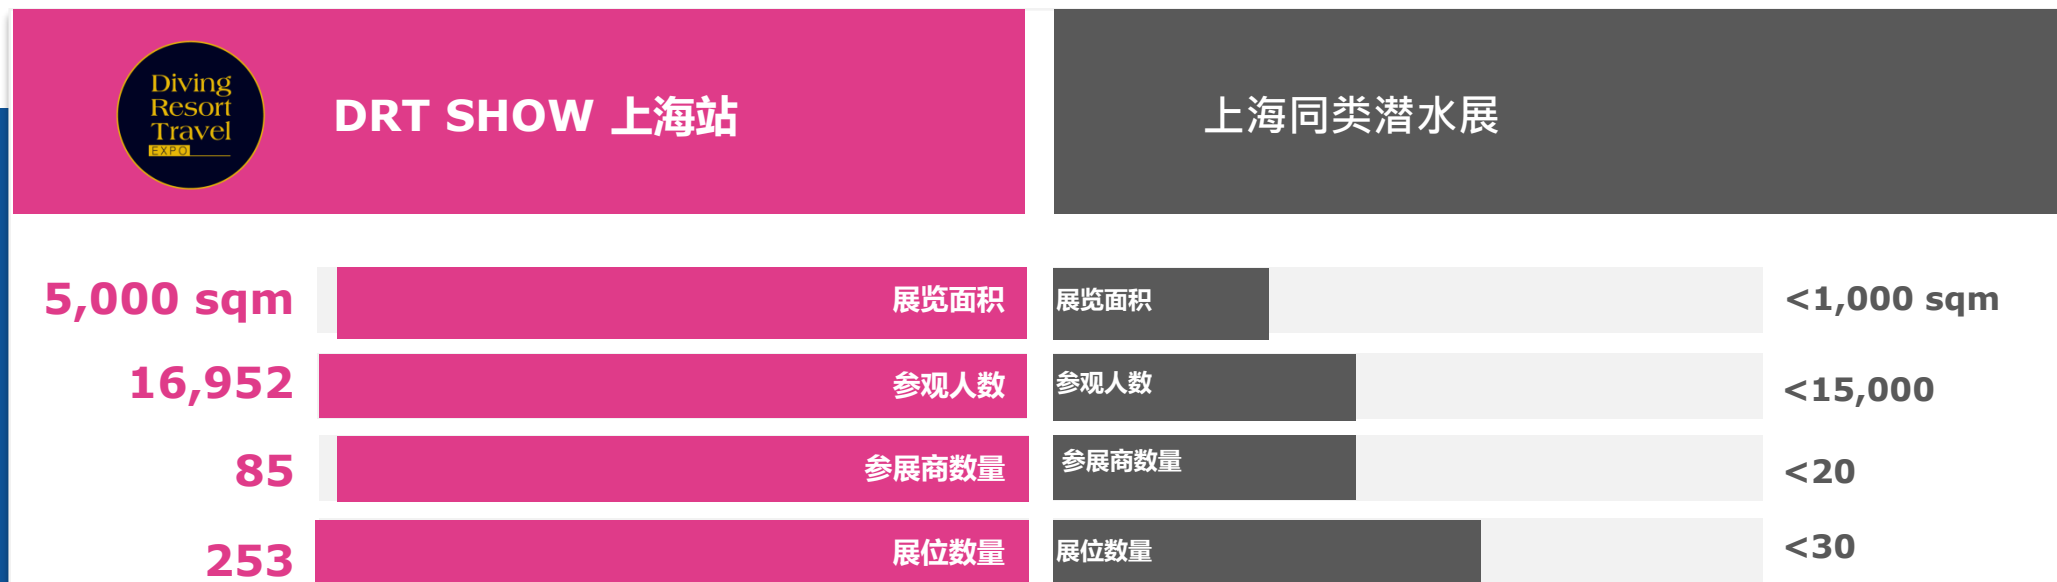 Diving
Resort
Travel
EXPO
DRT SHOW 上海站
上海同类潜水展
5,000 sqm
展览面积
展览面积
<1,000 sqm
16,952
参观人数
参观人数
<15,000
85
参展商数量
参展商数量
<20
253
展位数量
展位数量
<30